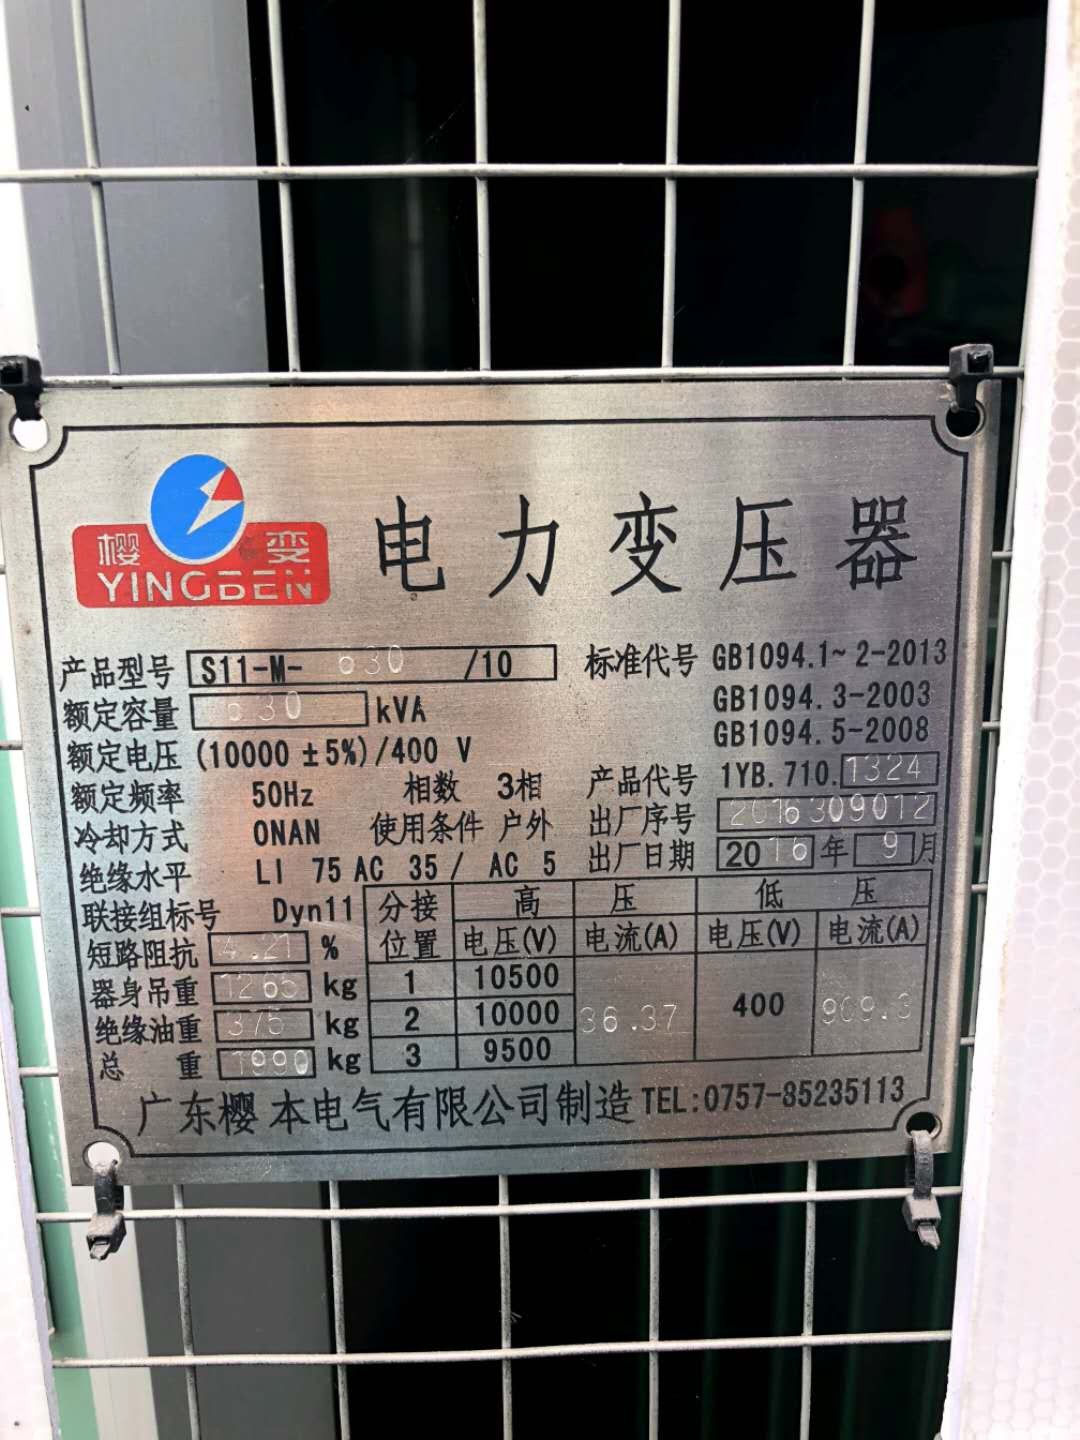 樱变
YINGBEN
电力变压器
产品型号 S11-M- 630 /10
额定容量 630 kVA
额定电压 (10000 ±5%)/400 V
额定频率 50Hz 相数 3相
冷却方式 ONAN 使用条件 户外
绝缘水平 LI 75 AC 35 / AC 5
联接组标号 Dyn11
短路阻抗 4.21 %
器身吊重 1265 kg
绝缘油重 375 kg
总重 1990 kg
标准代号 GB1094.1~2-2013
GB1094.3-2003
GB1094.5-2008
产品代号 1YB.710.1324
出厂序号 2016309012
出厂日期 2016年9月
分接位置 高压 低压
电压(V) 电流(A) 电压(V) 电流(A)
1 10500
2 10000 36.37 400 909.3
3 9500
广东樱本电气有限公司制造 TEL:0757-85235113